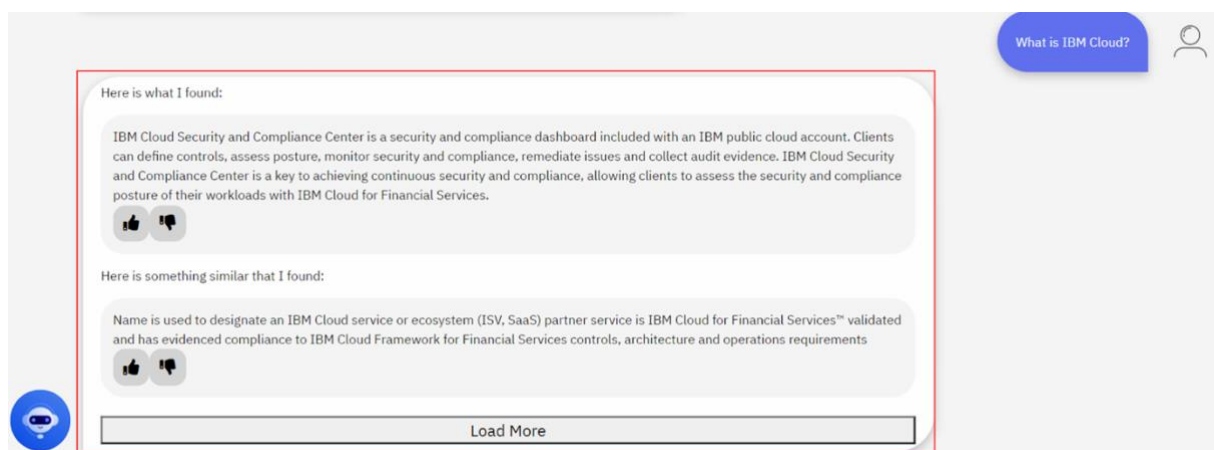 What is IBM Cloud?
Here is what I found:
IBM Cloud Security and Compliance Center is a security and compliance dashboard included with an IBM public cloud account. Clients
can define controls, assess posture, monitor security and compliance, remediate issues and collect audit evidence. IBM Cloud Security
and Compliance Center is a key to achieving continuous security and compliance, allowing clients to assess the security and compliance
posture of their workloads with IBM Cloud for Financial Services.
Here is something similar that I found:
Name is used to designate an IBM Cloud service or ecosystem (ISV, SaaS) partner service is IBM Cloud for Financial Services™ validated
and has evidenced compliance to IBM Cloud Framework for Financial Services controls, architecture and operations requirements
Load More